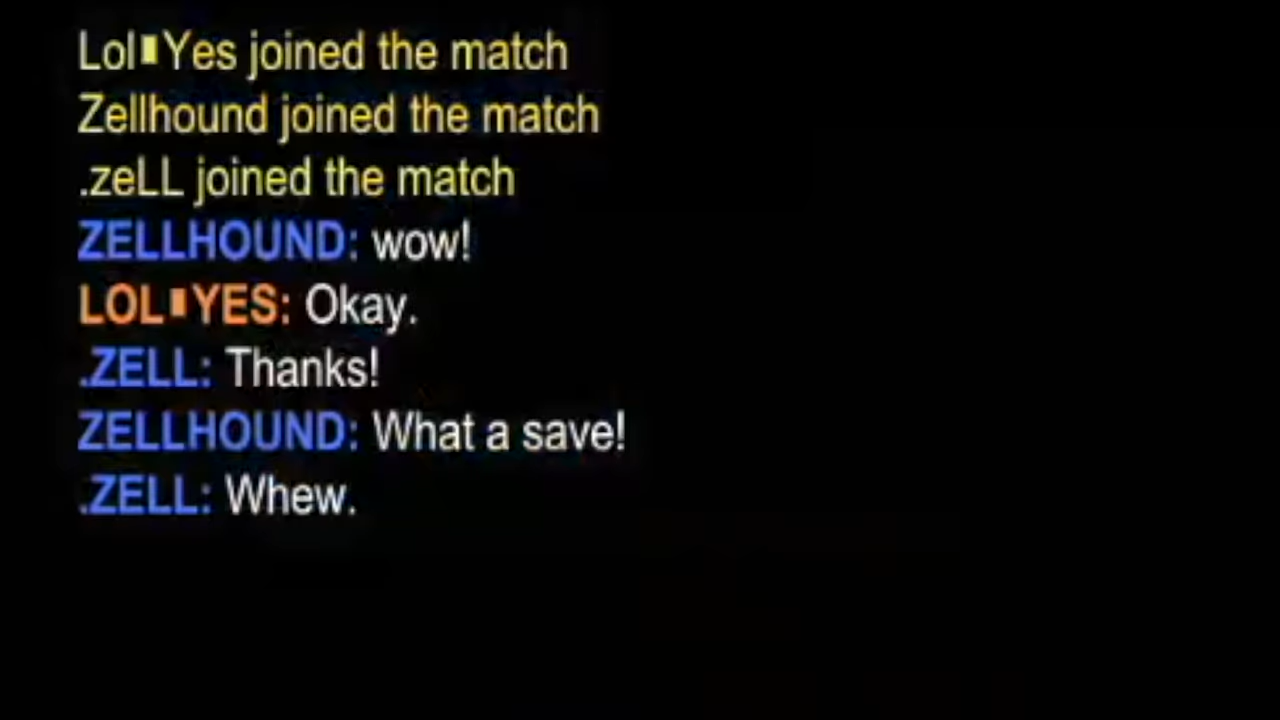 Lol▮Yes joined the match
Zellhound joined the match
.zeLL joined the match
ZELLHOUND: wow!
LOL▮YES: Okay.
.ZELL: Thanks!
ZELLHOUND: What a save!
.ZELL: Whew.